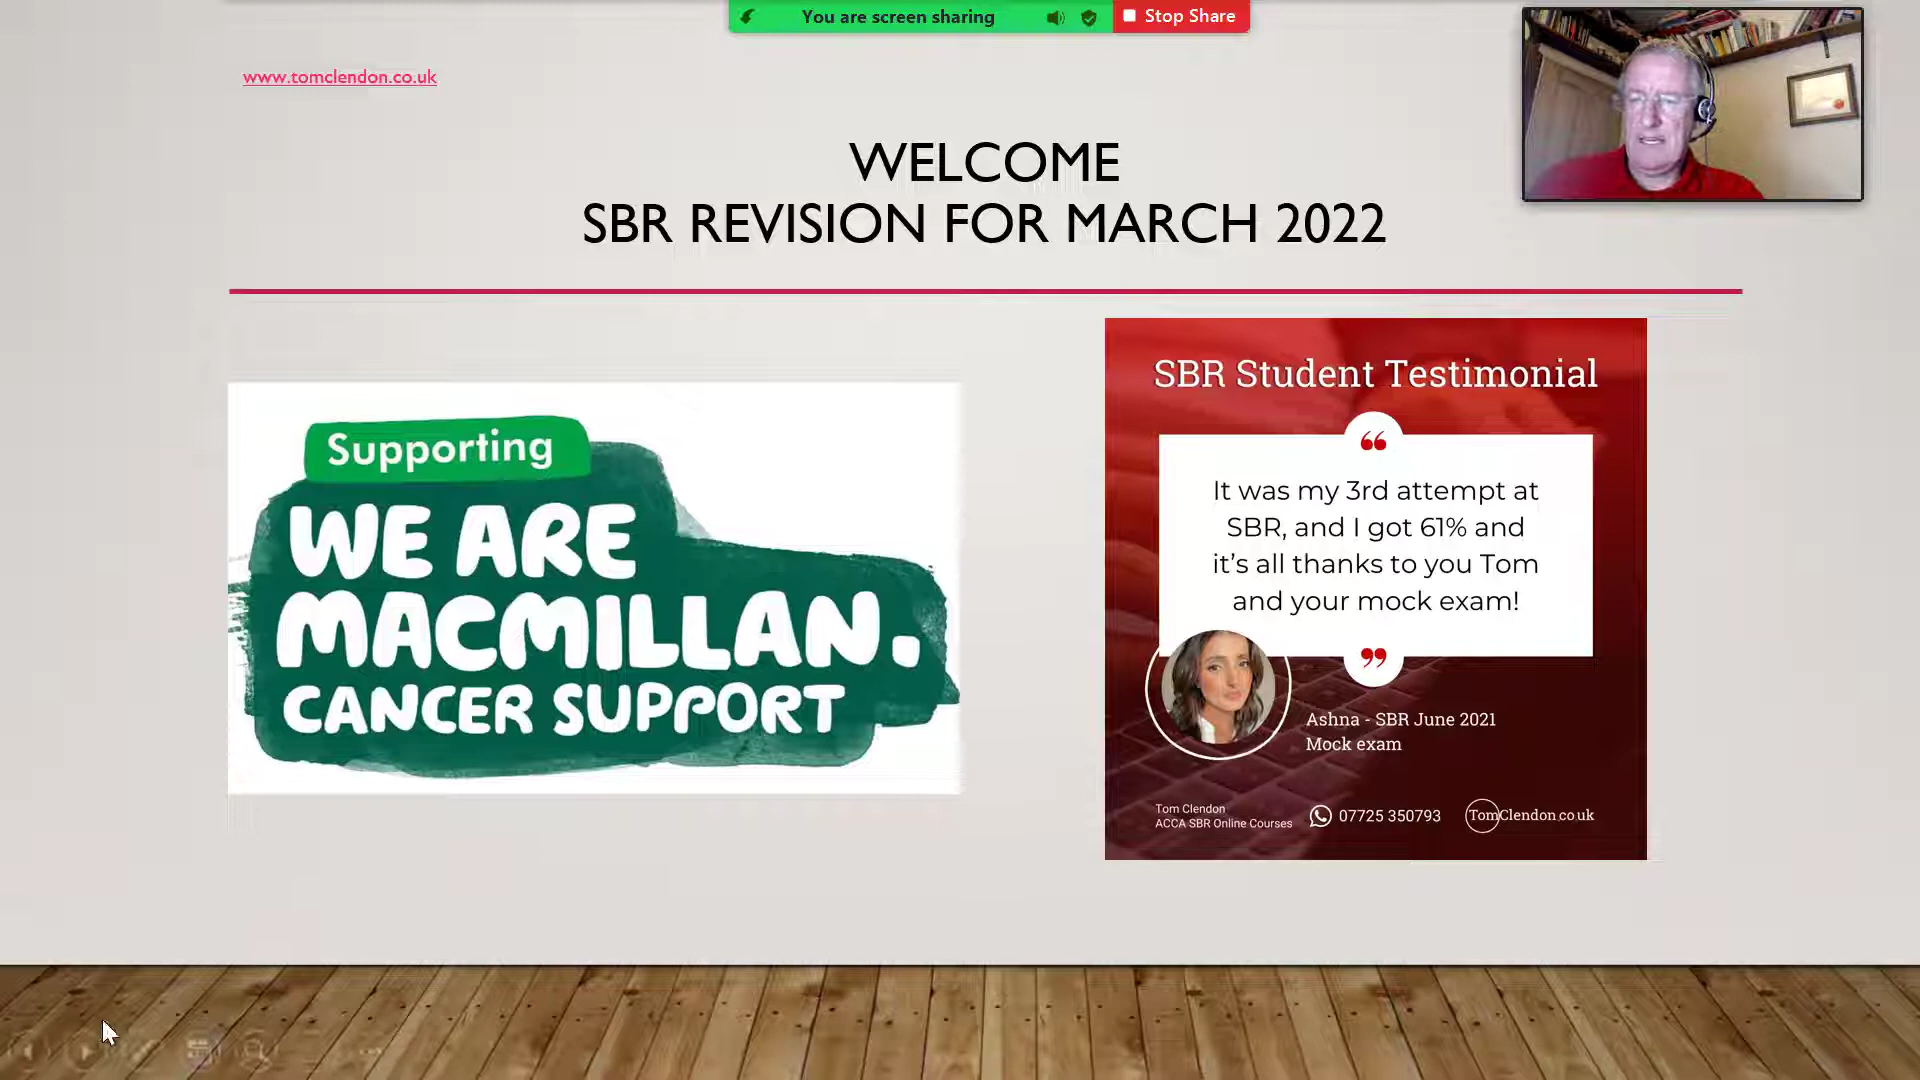 You are screen sharing
Stop Share
www.tomclendon.co.uk
WELCOME
SBR REVISION FOR MARCH 2022
Supporting
WE ARE
MACMILLAN.
CANCER SUPPORT
SBR Student Testimonial
“
It was my 3rd attempt at
SBR, and I got 61% and
it’s all thanks to you Tom
and your mock exam!
”
Ashna - SBR June 2021
Mock exam
Tom Clendon
ACCA SBR Online Courses
07725 350793
TomClendon.co.uk